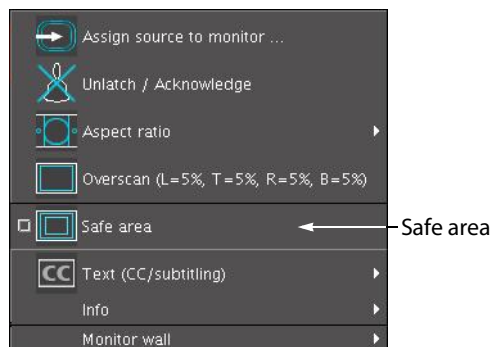 Assign source to monitor ...
Unlatch / Acknowledge
Aspect ratio
Overscan (L=5%, T=5%, R=5%, B=5%)
Safe area
Safe area
CC Text (CC/subtitling)
Info
Monitor wall